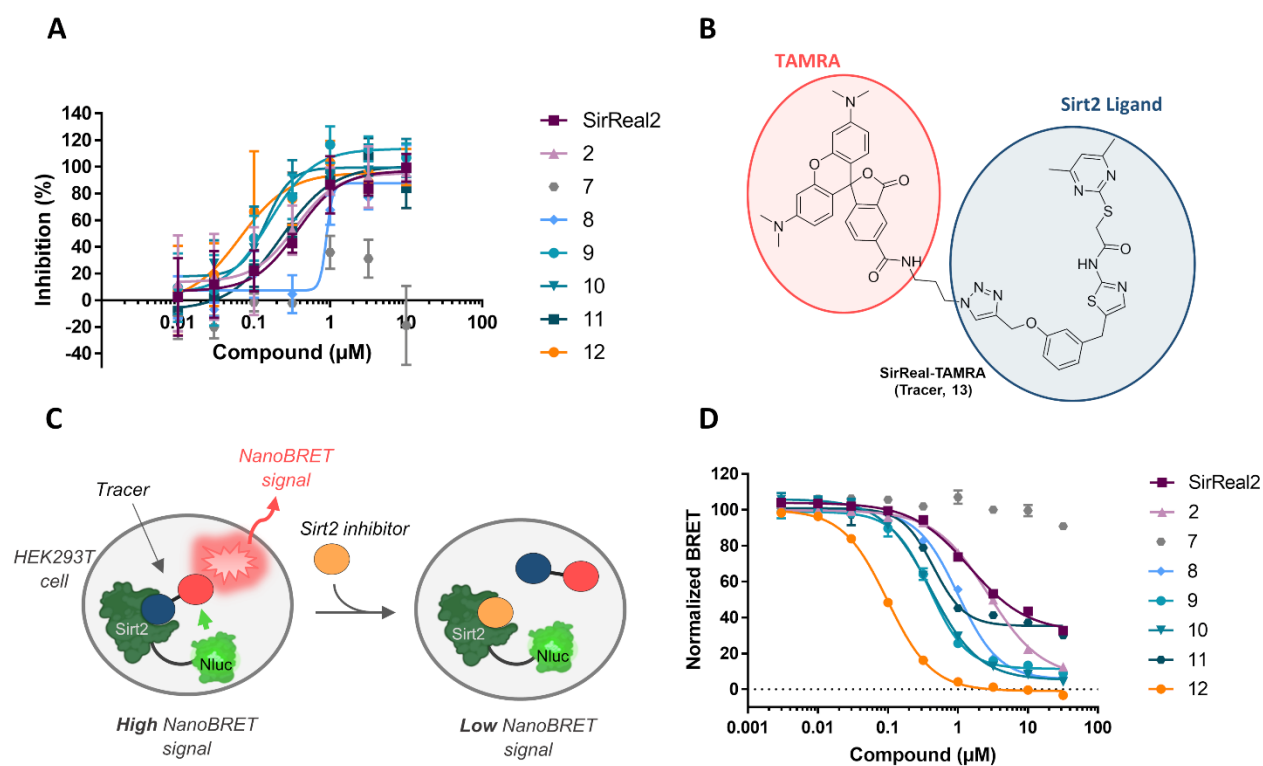 A
140
120
100
80
60
40
20
0
-20
-40
Inhibition (%)
0.01
0.1
1
10
100
Compound (µM)
SirReal2
2
7
8
9
10
11
12
B
TAMRA
Sirt2 Ligand
N
O
O
O
N
O
NH
N
N
S
O
HN
S
N
N=N
N
O
SirReal-TAMRA
(Tracer, 13)
C
NanoBRET
signal
Tracer
Sirt2 inhibitor
HEK293T
cell
Sirt2
Nluc
Sirt2
Nluc
High NanoBRET
signal
Low NanoBRET
signal
D
120
100
80
60
40
20
0
Normalized BRET
0.001
0.01
0.1
1
10
100
Compound (µM)
SirReal2
2
7
8
9
10
11
12